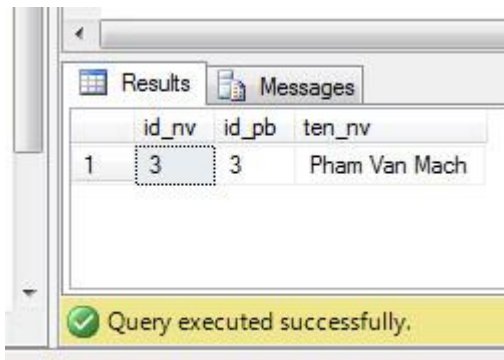 Results Messages
id_nv id_pb ten_nv
1 3 3 Pham Van Mach
Query executed successfully.